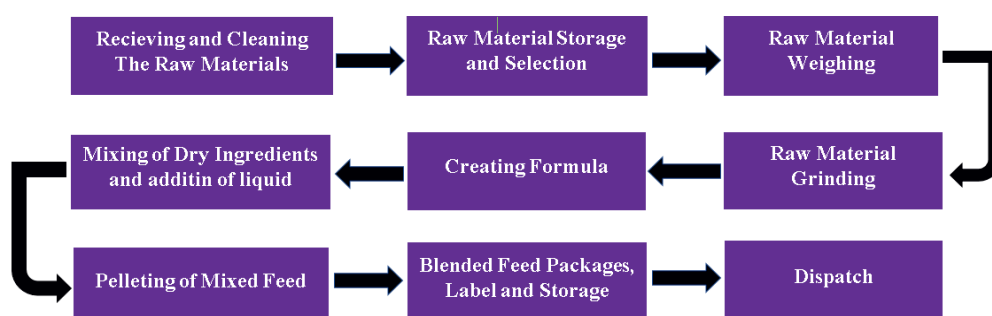 Recieving and Cleaning
The Raw Materials
Raw Material Storage
and Selection
Raw Material
Weighing
Raw Material
Grinding
Creating Formula
Mixing of Dry Ingredients
and additin of liquid
Pelleting of Mixed Feed
Blended Feed Packages,
Label and Storage
Dispatch